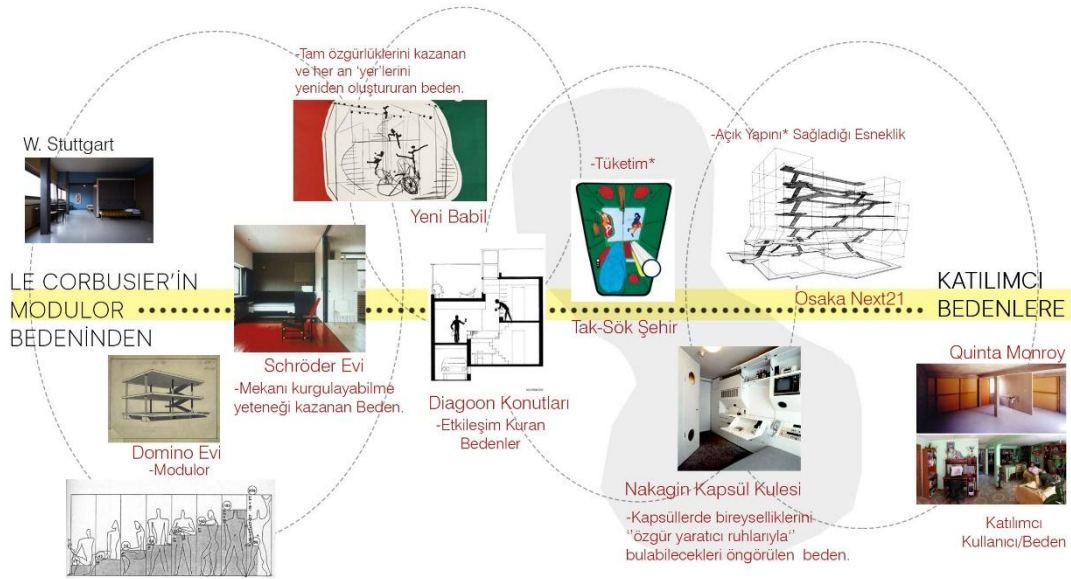 -Tam özgürlüklerini kazanan
ve her an ‘yer’lerini
yeniden oluştururan beden.
W. Stuttgart
Yeni Babil
-Tüketim*
-Açık Yapını* Sağladığı Esneklik
LE CORBUSIER’İN
MODULOR
BEDENİNDEN
Schröder Evi
-Mekanı kurgulayabilme
yeteneği kazanan Beden.
Domino Evi
-Modulor
Diagoon Konutları
-Etkileşim Kuran
Bedenler
Tak-Sök Şehir
Osaka Next21
KATILIMCI
BEDENLERE
Nakagin Kapsül Kulesi
-Kapsüllerde bireyselliklerini
‘’özgür yaratıcı ruhlarıyla‘’
bulabilecekleri öngörülen beden.
Quinta Monroy
Katılımcı
Kullanıcı/Beden